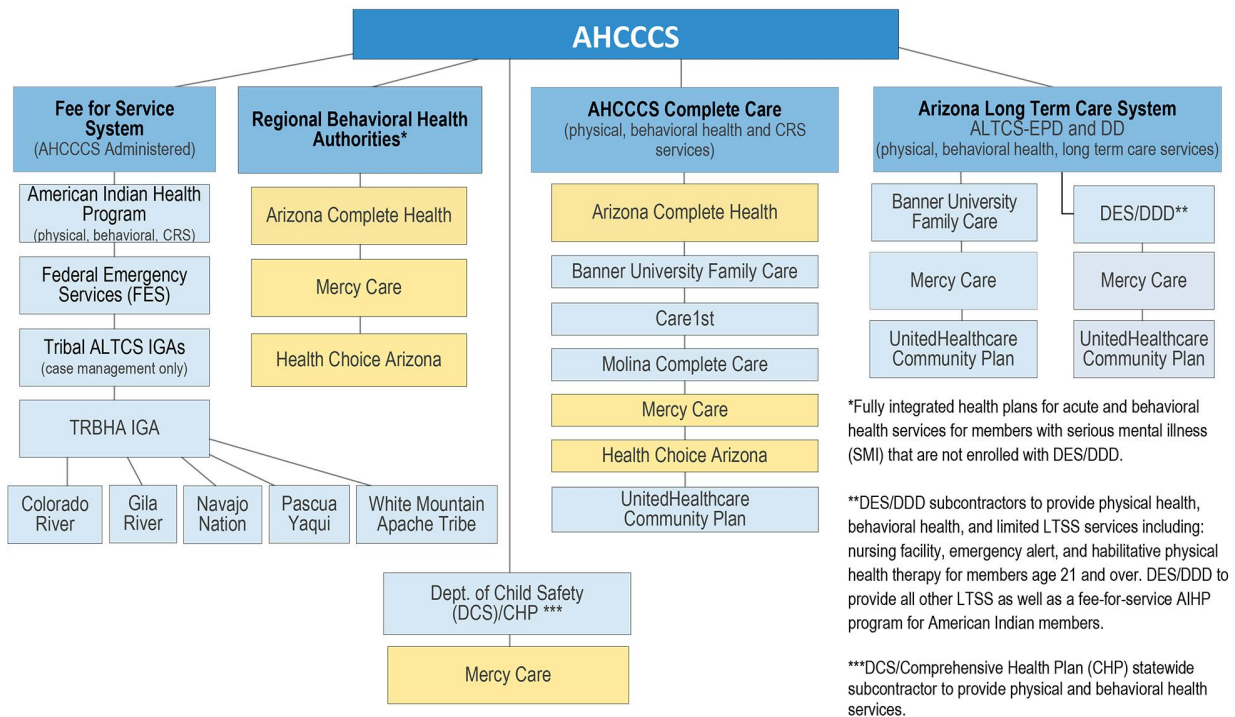 AHCCCS
Fee for Service
System
(AHCCCS Administered)
American Indian Health
Program
(physical, behavioral, CRS)
Federal Emergency
Services (FES)
Tribal ALTCS IGAs
(case management only)
TRBHA IGA
Colorado
River
Gila
River
Navajo
Nation
Pascua
Yaqui
White Mountain
Apache Tribe
Regional Behavioral Health
Authorities*
Arizona Complete Health
Mercy Care
Health Choice Arizona
Dept. of Child Safety
(DCS)/CHP ***
Mercy Care
AHCCCS Complete Care
(physical, behavioral health and CRS
services)
Arizona Complete Health
Banner University Family Care
Care1st
Molina Complete Care
Mercy Care
Health Choice Arizona
UnitedHealthcare
Community Plan
Arizona Long Term Care System
ALTCS-EPD and DD
(physical, behavioral health, long term care services)
Banner University
Family Care
Mercy Care
UnitedHealthcare
Community Plan
DES/DDD**
Mercy Care
UnitedHealthcare
Community Plan
*Fully integrated health plans for acute and behavioral
health services for members with serious mental illness
(SMI) that are not enrolled with DES/DDD.
**DES/DDD subcontractors to provide physical health,
behavioral health, and limited LTSS services including:
nursing facility, emergency alert, and habilitative physical
health therapy for members age 21 and over. DES/DDD to
provide all other LTSS as well as a fee-for-service AIHP
program for American Indian members.
***DCS/Comprehensive Health Plan (CHP) statewide
subcontractor to provide physical and behavioral health
services.